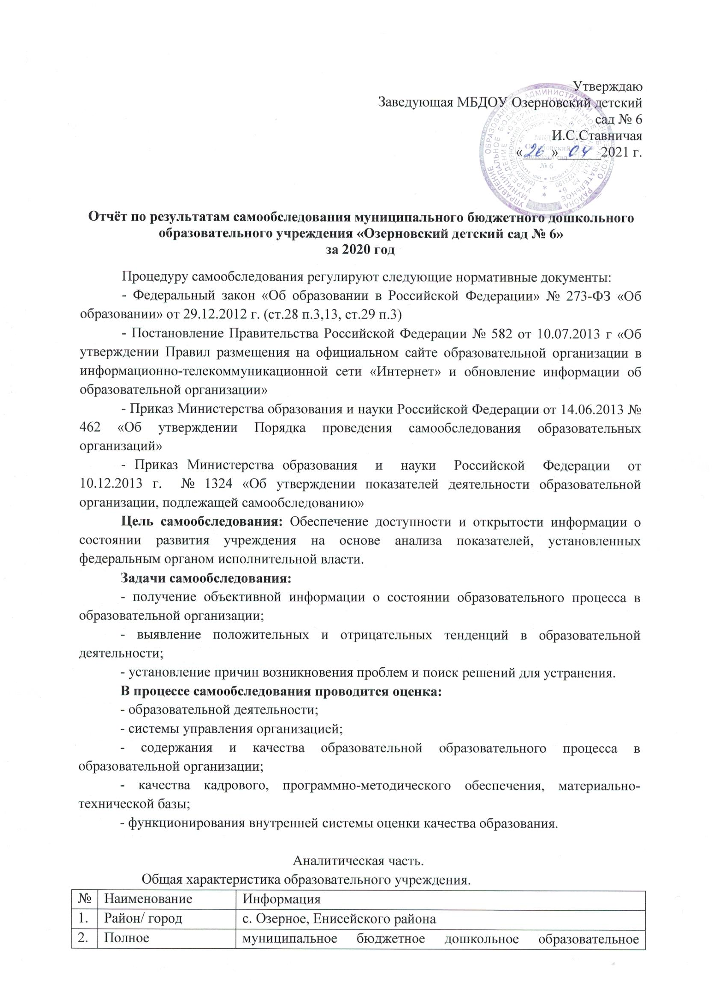 Утверждаю
Заведующая МБДОУ Озерновский детский
сад № 6
И.С.Ставничая
«26» 04 2021 г.
УПРАВЛЕНИЕ ОБРАЗОВАНИЯ АДМИНИСТРАЦИИ ЕНИСЕЙСКОГО РАЙОНА
МБДОУ
Озерновский
детский сад
№ 6
Отчёт по результатам самообследования муниципального бюджетного дошкольного
образовательного учреждения «Озерновский детский сад № 6»
за 2020 год
Процедуру самообследования регулируют следующие нормативные документы:
- Федеральный закон «Об образовании в Российской Федерации» № 273-ФЗ «Об
образовании» от 29.12.2012 г. (ст.28 п.3,13, ст.29 п.3)
- Постановление Правительства Российской Федерации № 582 от 10.07.2013 г «Об
утверждении Правил размещения на официальном сайте образовательной организации в
информационно-телекоммуникационной сети «Интернет» и обновление информации об
образовательной организации»
- Приказ Министерства образования и науки Российской Федерации от 14.06.2013 №
462 «Об утверждении Порядка проведения самообследования образовательных
организаций»
- Приказ Министерства образования и науки Российской Федерации от
10.12.2013 г. № 1324 «Об утверждении показателей деятельности образовательной
организации, подлежащей самообследованию»
Цель самообследования: Обеспечение доступности и открытости информации о
состоянии развития учреждения на основе анализа показателей, установленных
федеральным органом исполнительной власти.
Задачи самообследования:
- получение объективной информации о состоянии образовательного процесса в
образовательной организации;
- выявление положительных и отрицательных тенденций в образовательной
деятельности;
- установление причин возникновения проблем и поиск решений для устранения.
В процессе самообследования проводится оценка:
- образовательной деятельности;
- системы управления организацией;
- содержания и качества образовательной образовательного процесса в
образовательной организации;
- качества кадрового, программно-методического обеспечения, материально-
технической базы;
- функционирования внутренней системы оценки качества образования.
Аналитическая часть.
Общая характеристика образовательного учреждения.
№ Наименование Информация
1. Район/ город с. Озерное, Енисейского района
2. Полное муниципальное бюджетное дошкольное образовательное